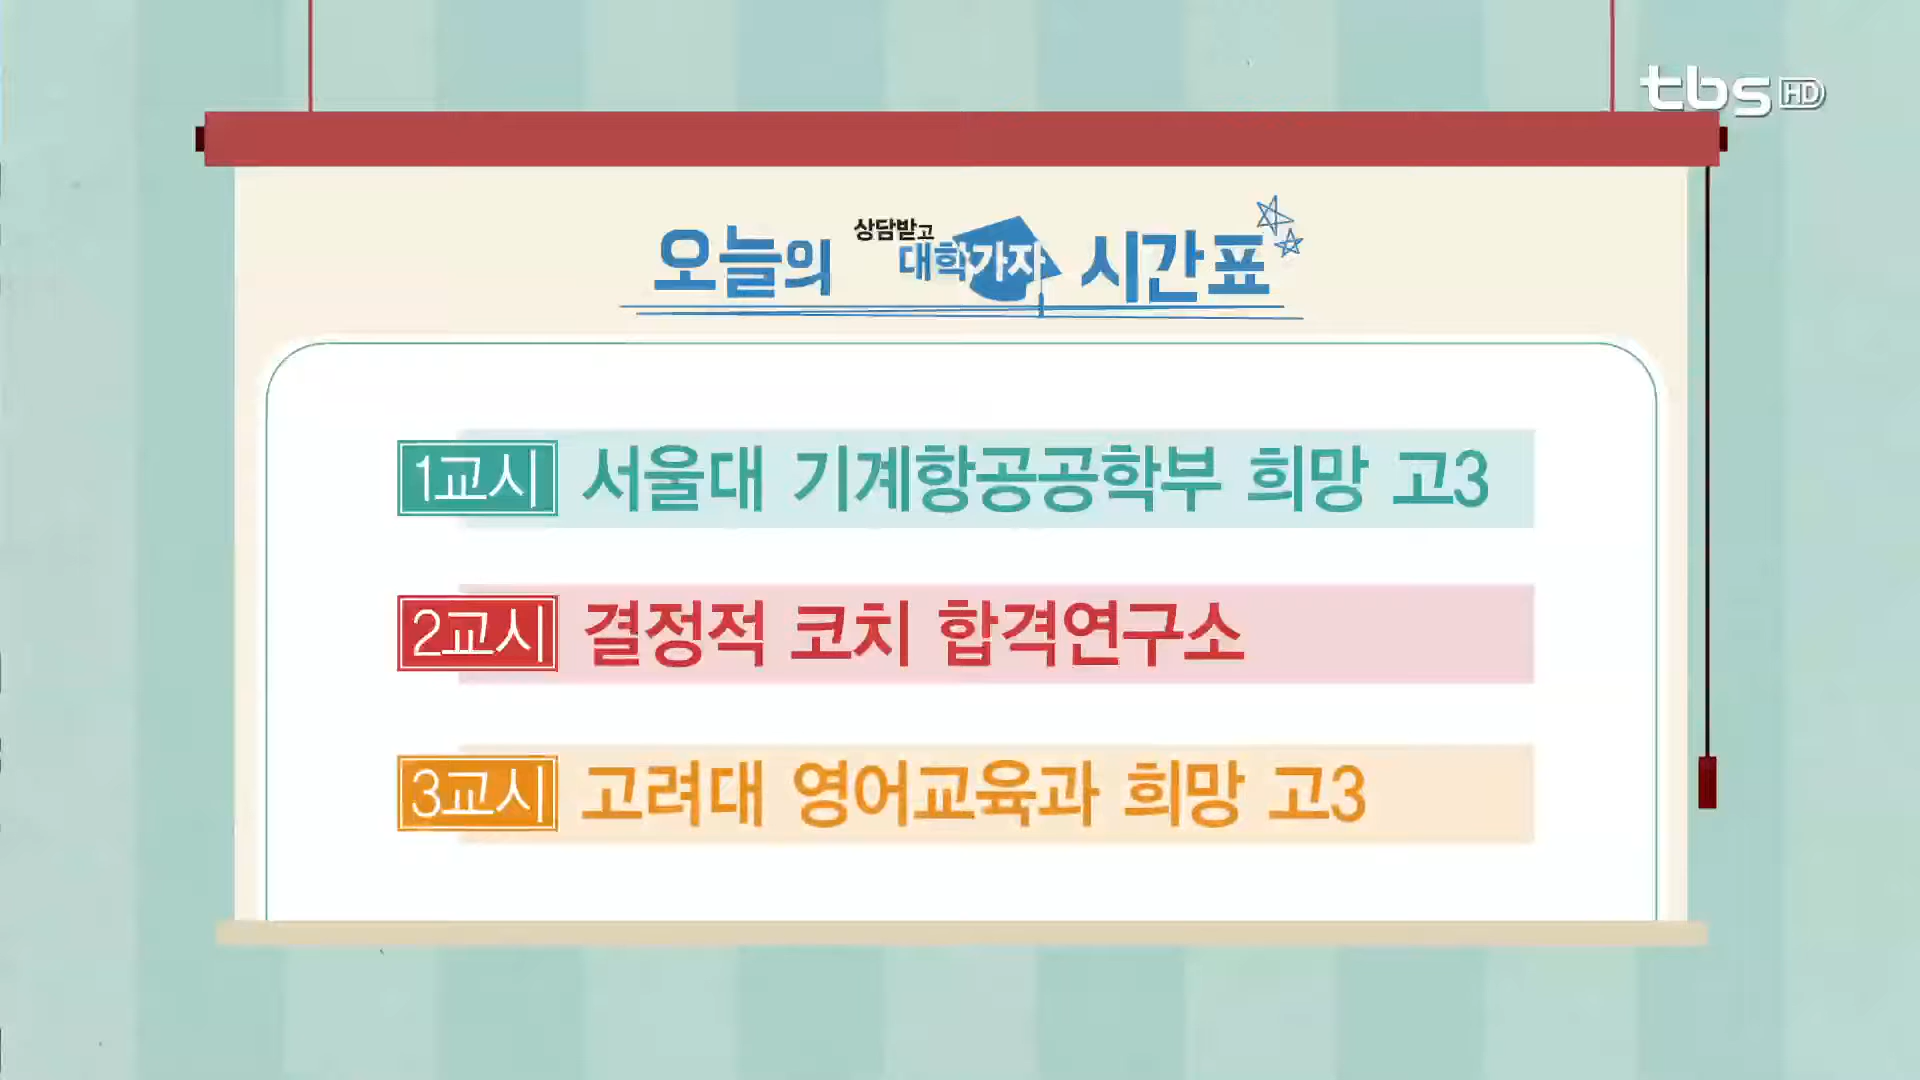 tbs HD
오늘의 상담받고 대학가자 시간표
1교시 서울대 기계항공공학부 희망 고3
2교시 결정적 코치 합격연구소
3교시 고려대 영어교육과 희망 고3